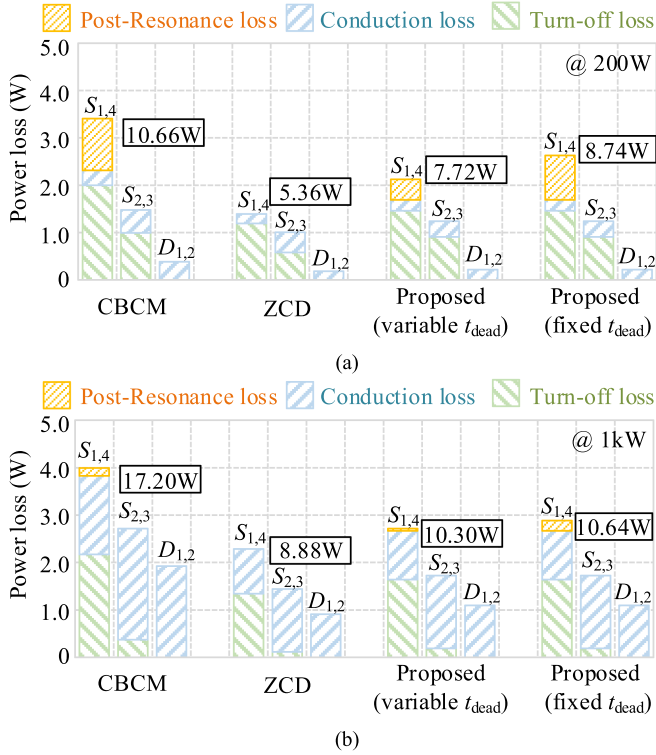 Post-Resonance loss Conduction loss Turn-off loss
5.0
4.0
3.0
2.0
1.0
0
Power loss (W)
@ 200W
S1,4
10.66W
S2,3
D1,2
S1,4
5.36W
S2,3
D1,2
S1,4
7.72W
S2,3
D1,2
S1,4
8.74W
S2,3
D1,2
CBCM
ZCD
Proposed
(variable tdead)
Proposed
(fixed tdead)
(a)
Post-Resonance loss Conduction loss Turn-off loss
5.0
4.0
3.0
2.0
1.0
0
Power loss (W)
@ 1kW
S1,4
17.20W
S2,3
D1,2
S1,4
8.88W
S2,3
D1,2
S1,4
10.30W
S2,3
D1,2
S1,4
10.64W
S2,3
D1,2
CBCM
ZCD
Proposed
(variable tdead)
Proposed
(fixed tdead)
(b)